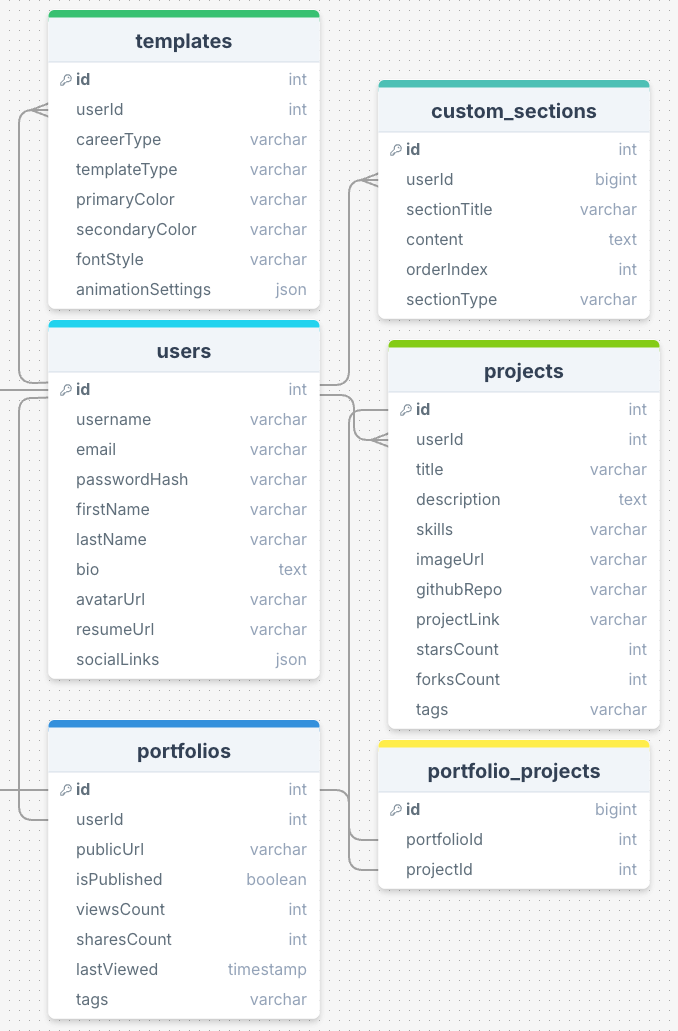 templates
id int
userId int
careerType varchar
templateType varchar
primaryColor varchar
secondaryColor varchar
fontStyle varchar
animationSettings json
users
id int
username varchar
email varchar
passwordHash varchar
firstName varchar
lastName varchar
bio text
avatarUrl varchar
resumeUrl varchar
socialLinks json
portfolios
id int
userId int
publicUrl varchar
isPublished boolean
viewsCount int
sharesCount int
lastViewed timestamp
tags varchar
custom_sections
id int
userId bigint
sectionTitle varchar
content text
orderIndex int
sectionType varchar
projects
id int
userId int
title varchar
description text
skills varchar
imageUrl varchar
githubRepo varchar
projectLink varchar
starsCount int
forksCount int
tags varchar
portfolio_projects
id bigint
portfolioId int
projectId int